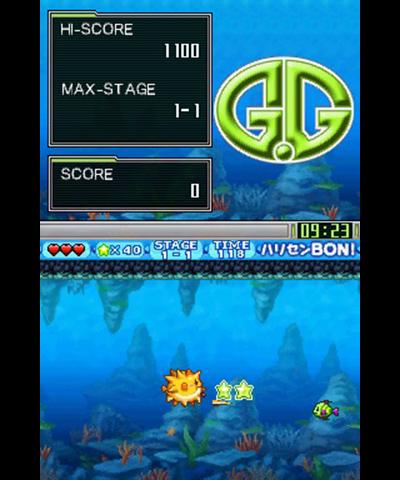 HI-SCORE
1100
MAX-STAGE
1-1
G.G
SCORE
0
09:23
×40
STAGE
1-1
TIME
118
ハリセンBON!